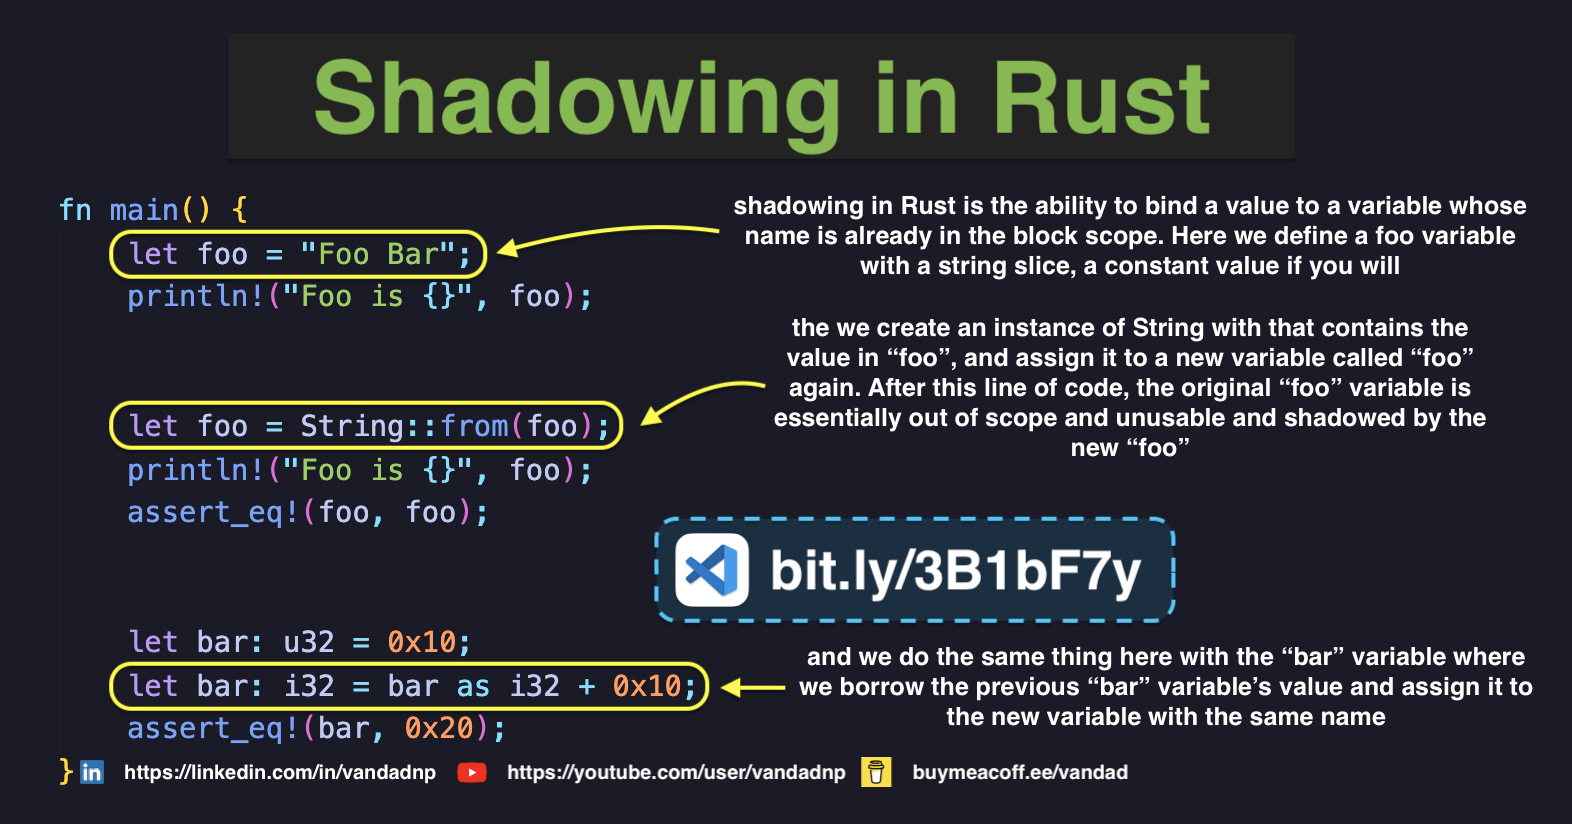 Shadowing in Rust
fn main() {
let foo = "Foo Bar";
println!("Foo is {}", foo);
shadowing in Rust is the ability to bind a value to a variable whose
name is already in the block scope. Here we define a foo variable
with a string slice, a constant value if you will
let foo = String::from(foo);
println!("Foo is {}", foo);
assert_eq!(foo, foo);
the we create an instance of String with that contains the
value in “foo”, and assign it to a new variable called “foo”
again. After this line of code, the original “foo” variable is
essentially out of scope and unusable and shadowed by the
new “foo”
bit.ly/3B1bF7y
let bar: u32 = 0x10;
let bar: i32 = bar as i32 + 0x10;
assert_eq!(bar, 0x20);
and we do the same thing here with the “bar” variable where
we borrow the previous “bar” variable’s value and assign it to
the new variable with the same name
}
in https://linkedin.com/in/vandadnp https://youtube.com/user/vandadnp buymeacoff.ee/vandad